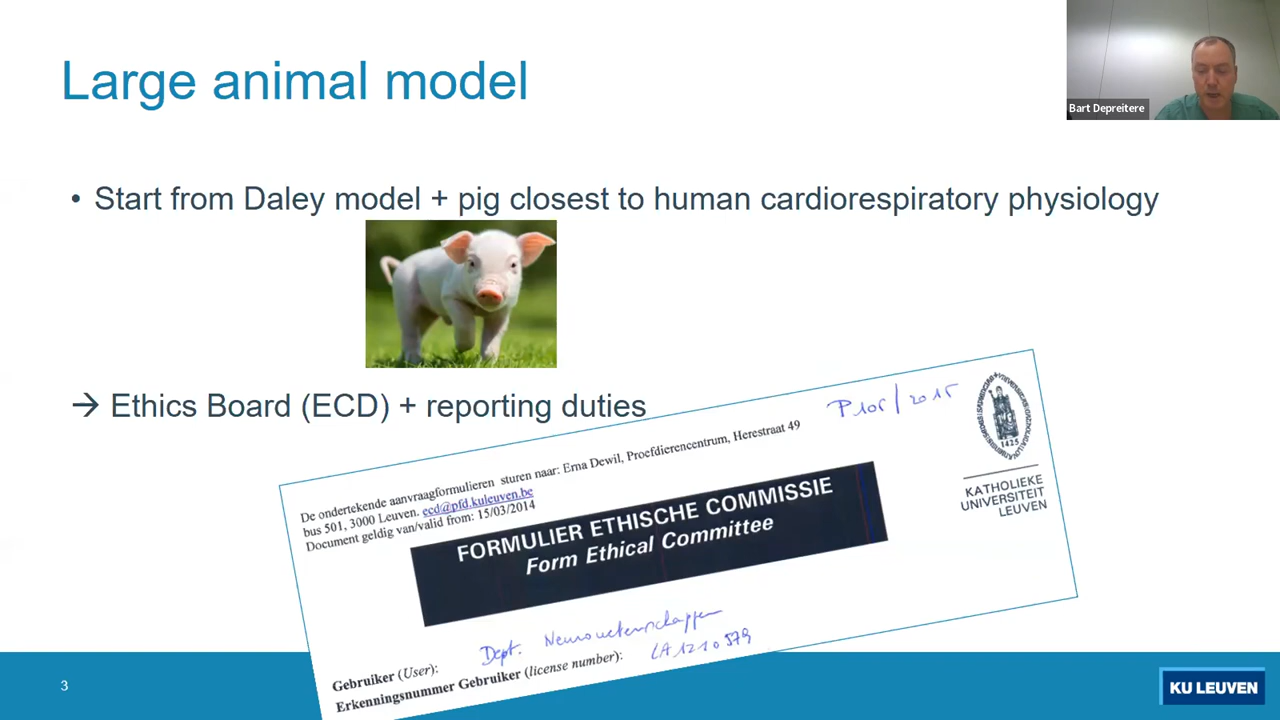 Large animal model
Bart Depreitere
• Start from Daley model + pig closest to human cardiorespiratory physiology
→ Ethics Board (ECD) + reporting duties
P105/2015
De ondertekende aanvraagformulieren sturen naar: Erna Dewil, Proefdierencentrum, Herestraat 49
bus 501, 3000 Leuven. ecd@pfd.kuleuven.be
Document geldig van/valid from: 15/03/2014
FORMULIER ETHISCHE COMMISSIE
Form Ethical Committee
1425
KATHOLIEKE
UNIVERSITEIT
LEUVEN
Gebruiker (User): Dept. Neurowetenschappen
Erkenningsnummer Gebruiker (license number): LA1210579
3
KU LEUVEN